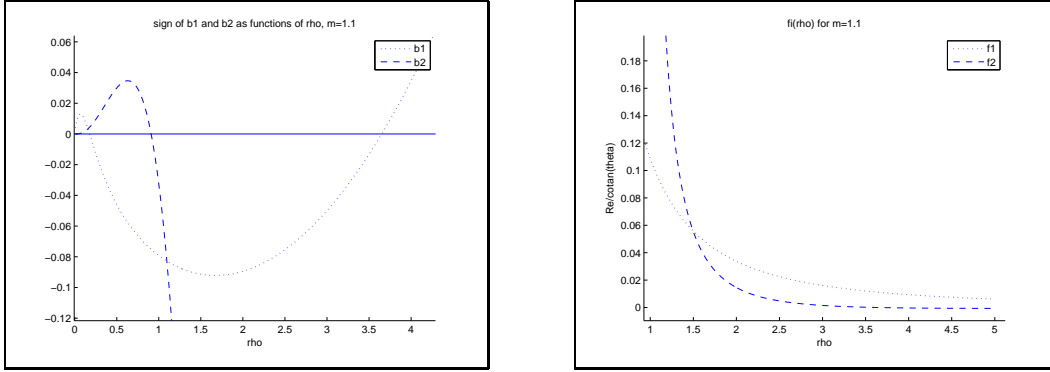 sign of b1 and b2 as functions of rho, m=1.1
0.06
0.04
0.02
0
−0.02
−0.04
−0.06
−0.08
−0.1
−0.12
0 0.5 1 1.5 2 2.5 3 3.5 4
rho
b1
b2
fi(rho) for m=1.1
Re/cotan(theta)
0.18
0.16
0.14
0.12
0.1
0.08
0.06
0.04
0.02
0
1 1.5 2 2.5 3 3.5 4 4.5 5
rho
f1
f2